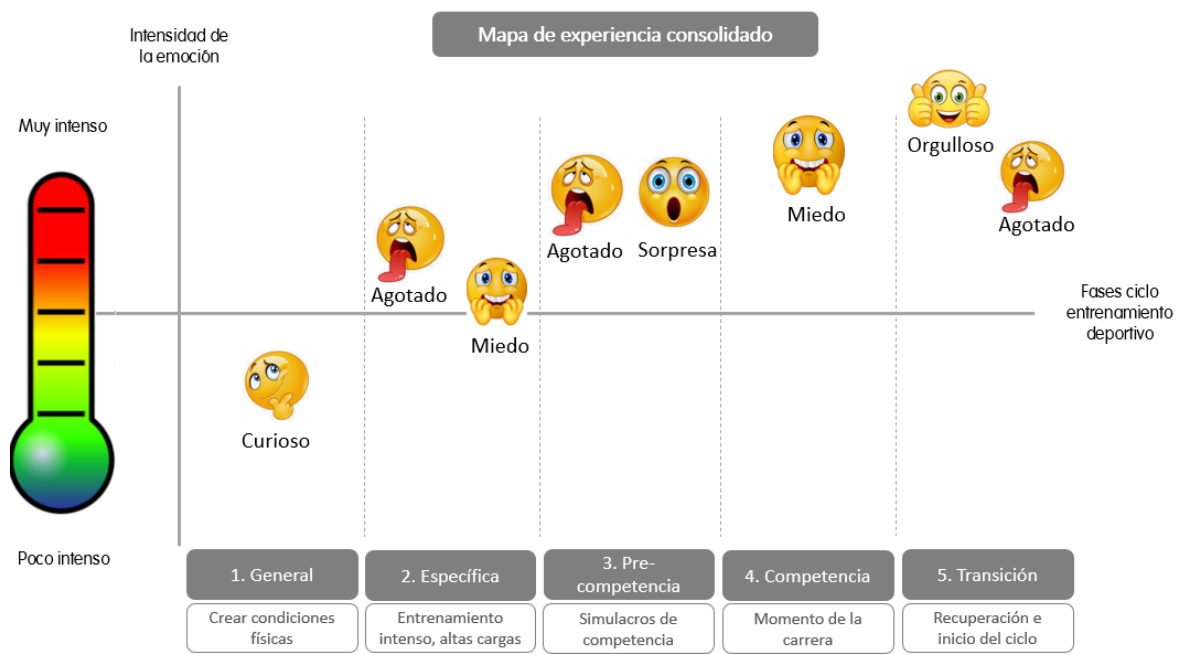 Mapa de experiencia consolidado
Intensidad de
la emoción
Muy intenso
Poco intenso
Curioso
Agotado
Miedo
Agotado
Sorpresa
Miedo
Orgulloso
Agotado
Fases ciclo
entrenamiento
deportivo
1. General
Crear condiciones
físicas
2. Específica
Entrenamiento
intenso, altas cargas
3. Pre-
competencia
Simulacros de
competencia
4. Competencia
Momento de la
carrera
5. Transición
Recuperación e
inicio del ciclo